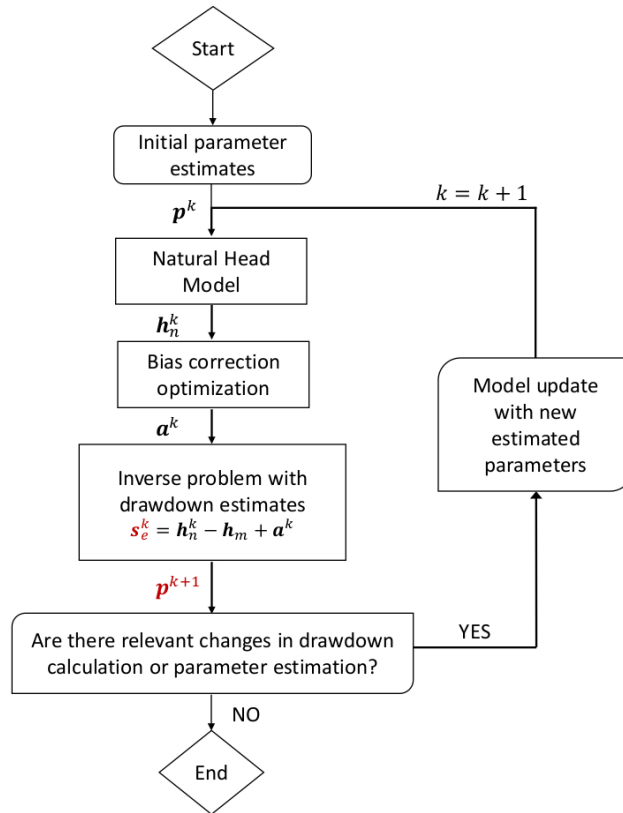 Start
Initial parameter
estimates
k = k + 1
p^k
Natural Head
Model
h_n^k
Bias correction
optimization
a^k
Model update
with new
estimated
parameters
Inverse problem with
drawdown estimates
s_e^k = h_n^k − h_m + a^k
p^{k+1}
Are there relevant changes in drawdown
calculation or parameter estimation?
YES
NO
End